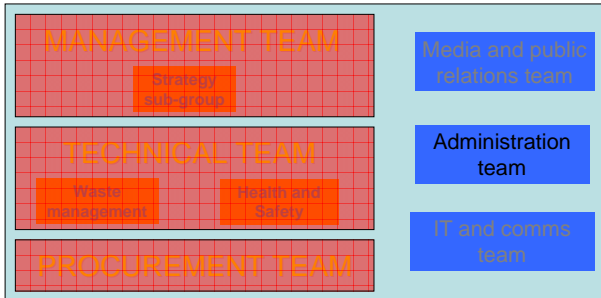 MANAGEMENT TEAM
Strategy
sub-group
TECHNICAL TEAM
Waste
management
Health and
Safety
PROCUREMENT TEAM
Media and public
relations team
Administration
team
IT and comms
team